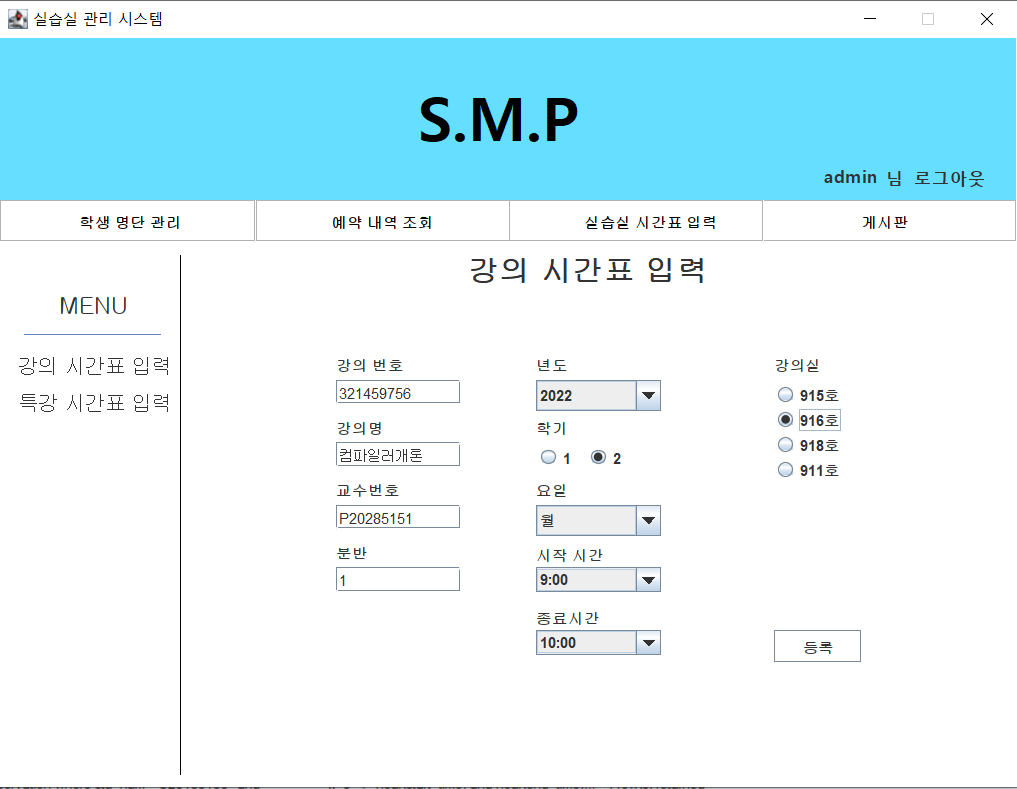 실습실 관리 시스템
S.M.P
admin 님 로그아웃
학생 명단 관리 예약 내역 조회 실습실 시간표 입력 게시판
강의 시간표 입력
MENU
강의 시간표 입력
특강 시간표 입력
강의 번호
321459756
강의명
컴파일러개론
교수번호
P20285151
분반
1
년도
2022
학기
1 2
요일
월
시작 시간
9:00
종료시간
10:00
강의실
915호
916호
918호
911호
등록